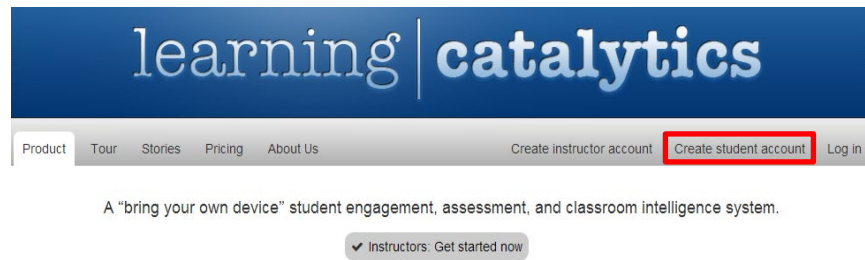 learning catalytics
Product Tour Stories Pricing About Us Create instructor account Create student account Log in
A “bring your own device” student engagement, assessment, and classroom intelligence system.
✔ Instructors: Get started now